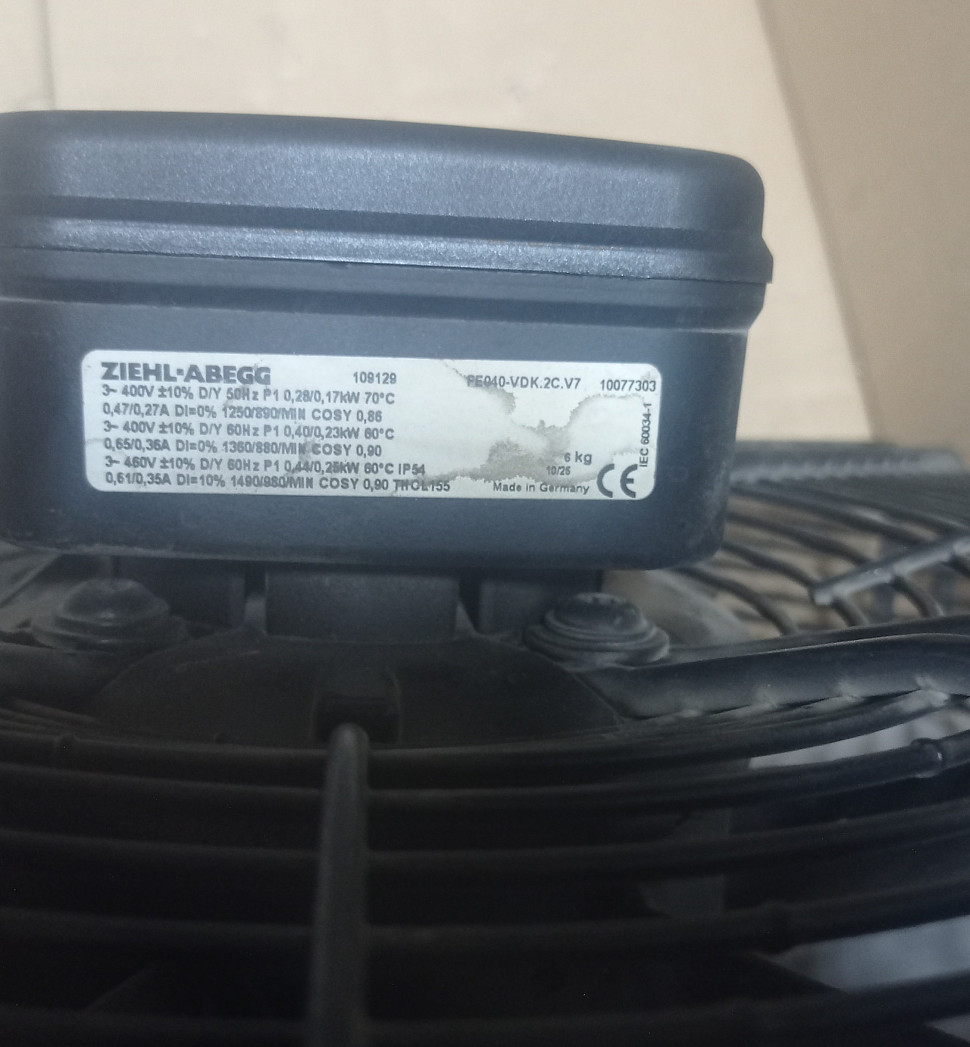 ZIEHL-ABEGG 109129 FE040-VDK.2C.V7 10077303
3~ 400V ±10% D/Y 50Hz P1 0,28/0,17kW 70°C
0,47/0,27A DI=0% 1250/890/MIN COSY 0,86
3~ 400V ±10% D/Y 60Hz P1 0,40/0,23kW 60°C
0,65/0,36A DI=0% 1360/880/MIN COSY 0,90
3~ 460V ±10% D/Y 60Hz P1 0,44/0,25kW 60°C IP54
0,61/0,35A DI=10% 1490/980/MIN COSY 0,90 THCL155
6 kg
10/25
Made in Germany
CE
IEC 60034-1